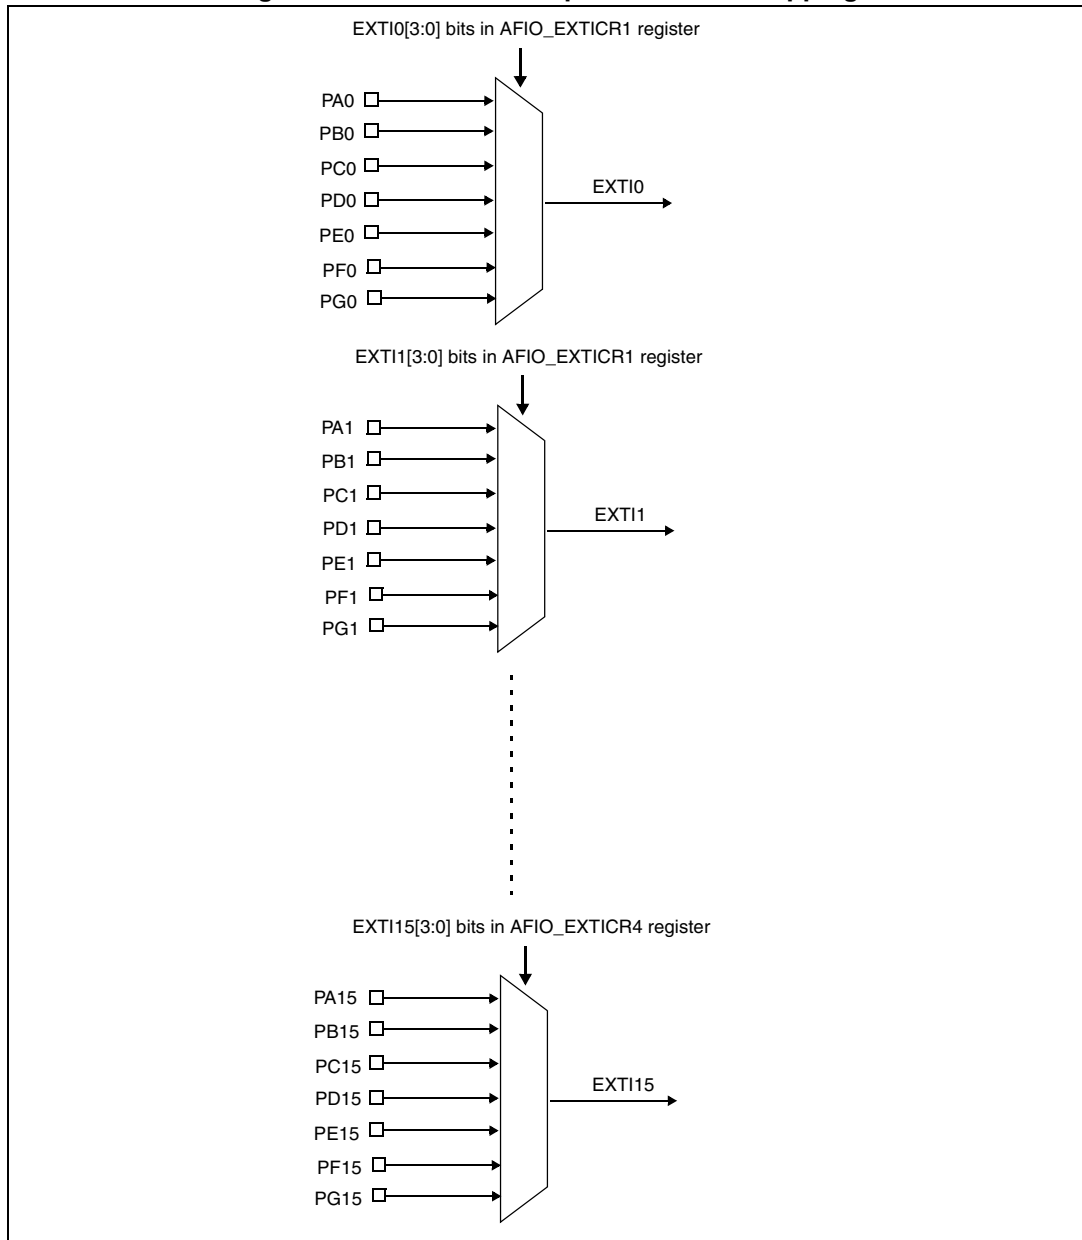 EXTI0[3:0] bits in AFIO_EXTICR1 register
PA0
PB0
PC0
PD0
PE0
PF0
PG0
EXTI0
EXTI1[3:0] bits in AFIO_EXTICR1 register
PA1
PB1
PC1
PD1
PE1
PF1
PG1
EXTI1
EXTI15[3:0] bits in AFIO_EXTICR4 register
PA15
PB15
PC15
PD15
PE15
PF15
PG15
EXTI15